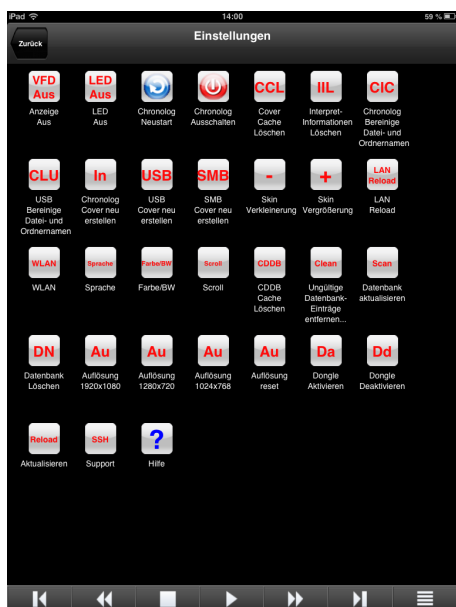 iPad 14:00 59 %
Zurück
Einstellungen
VFD Aus
LED Aus
CCL
IIL
CIC
Anzeige Aus
LED Aus
Chronolog Neustart
Chronolog Ausschalten
Cover Cache Löschen
Interpret-Informationen Löschen
Chronolog Bereinige Datei- und Ordnernamen
CLU
In
USB
SMB
-
+
LAN Reload
USB Bereinige Datei- und Ordnernamen
Chronolog Cover neu erstellen
USB Cover neu erstellen
SMB Cover neu erstellen
Skin Verkleinerung
Skin Vergrößerung
LAN Reload
WLAN
Sprache
Farbe/BW
Scroll
CDDB
Clean
Scan
WLAN
Sprache
Farbe/BW
Scroll
CDDB Cache Löschen
Ungültige Datenbank-Einträge entfernen...
Datenbank aktualisieren
DN
Au
Au
Au
Au
Da
Dd
Datenbank Löschen
Auflösung 1920x1080
Auflösung 1280x720
Auflösung 1024x768
Auflösung reset
Dongle Aktivieren
Dongle Deaktivieren
Reload
SSH
?
Aktualisieren
Support
Hilfe